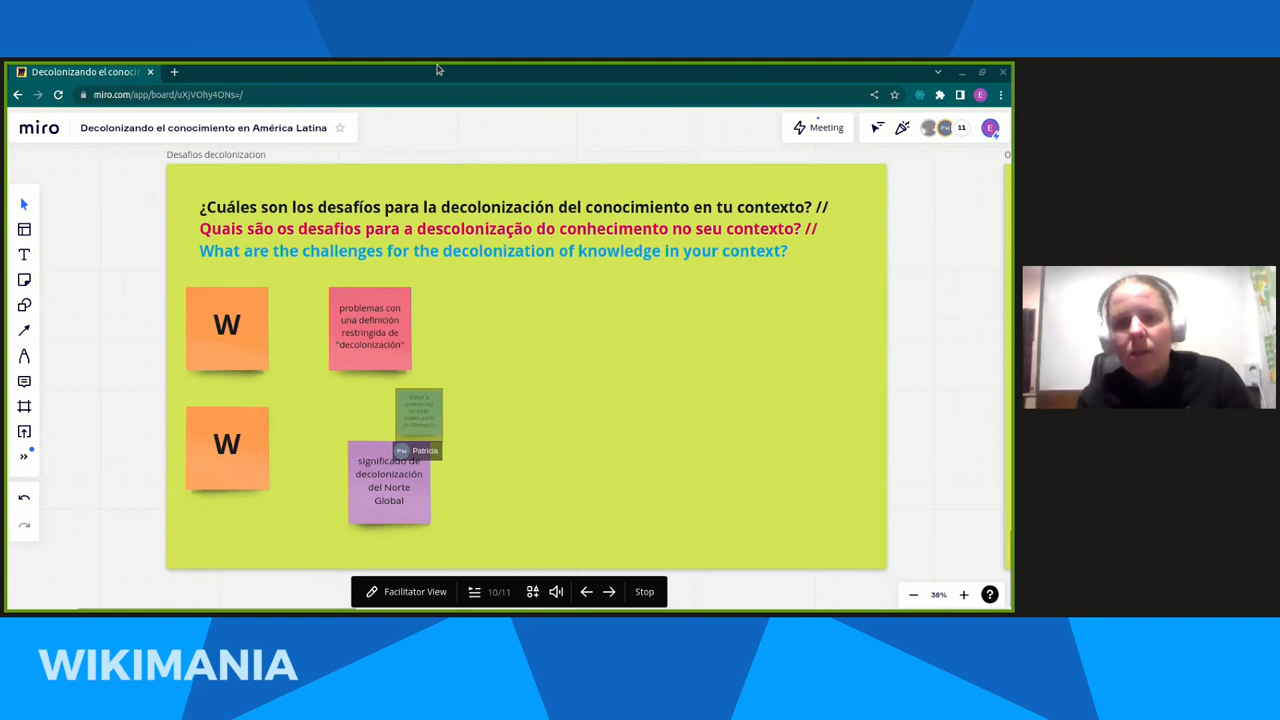 Decolonizando el conocin
miro.com/app/board/uXjVOhy4ONs=/
E
miro
Decolonizando el conocimiento en América Latina
Meeting
PM
11
E
Desafios decolonizacion
¿Cuáles son los desafíos para la decolonización del conocimiento en tu contexto? //
Quais são os desafios para a descolonização do conhecimento no seu contexto? //
What are the challenges for the decolonization of knowledge in your context?
W
problemas con
una definición
restringida de
"decolonización"
W
PM Patricia
significado de
decolonización
del Norte
Global
Facilitator View
10/11
Stop
38%
WIKIMANIA